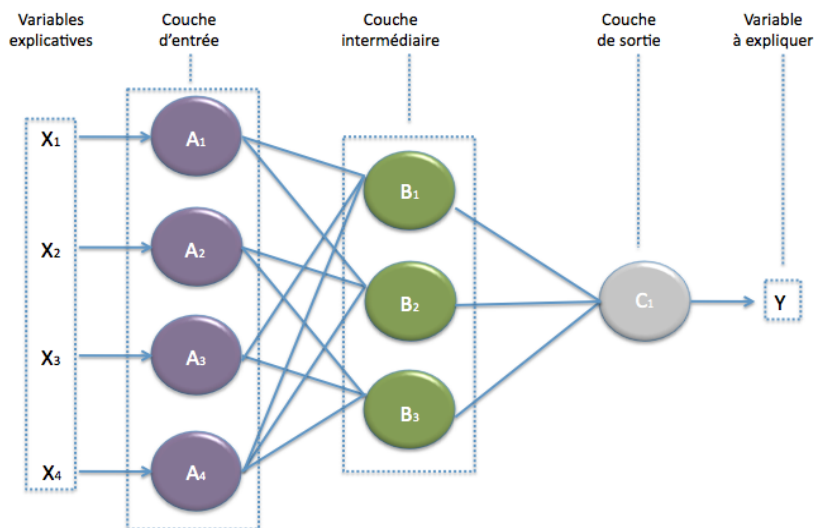 Variables
explicatives
Couche
d'entrée
Couche
intermédiaire
Couche
de sortie
Variable
à expliquer
X1
A1
X2
A2
X3
A3
X4
A4
B1
B2
B3
C1
Y